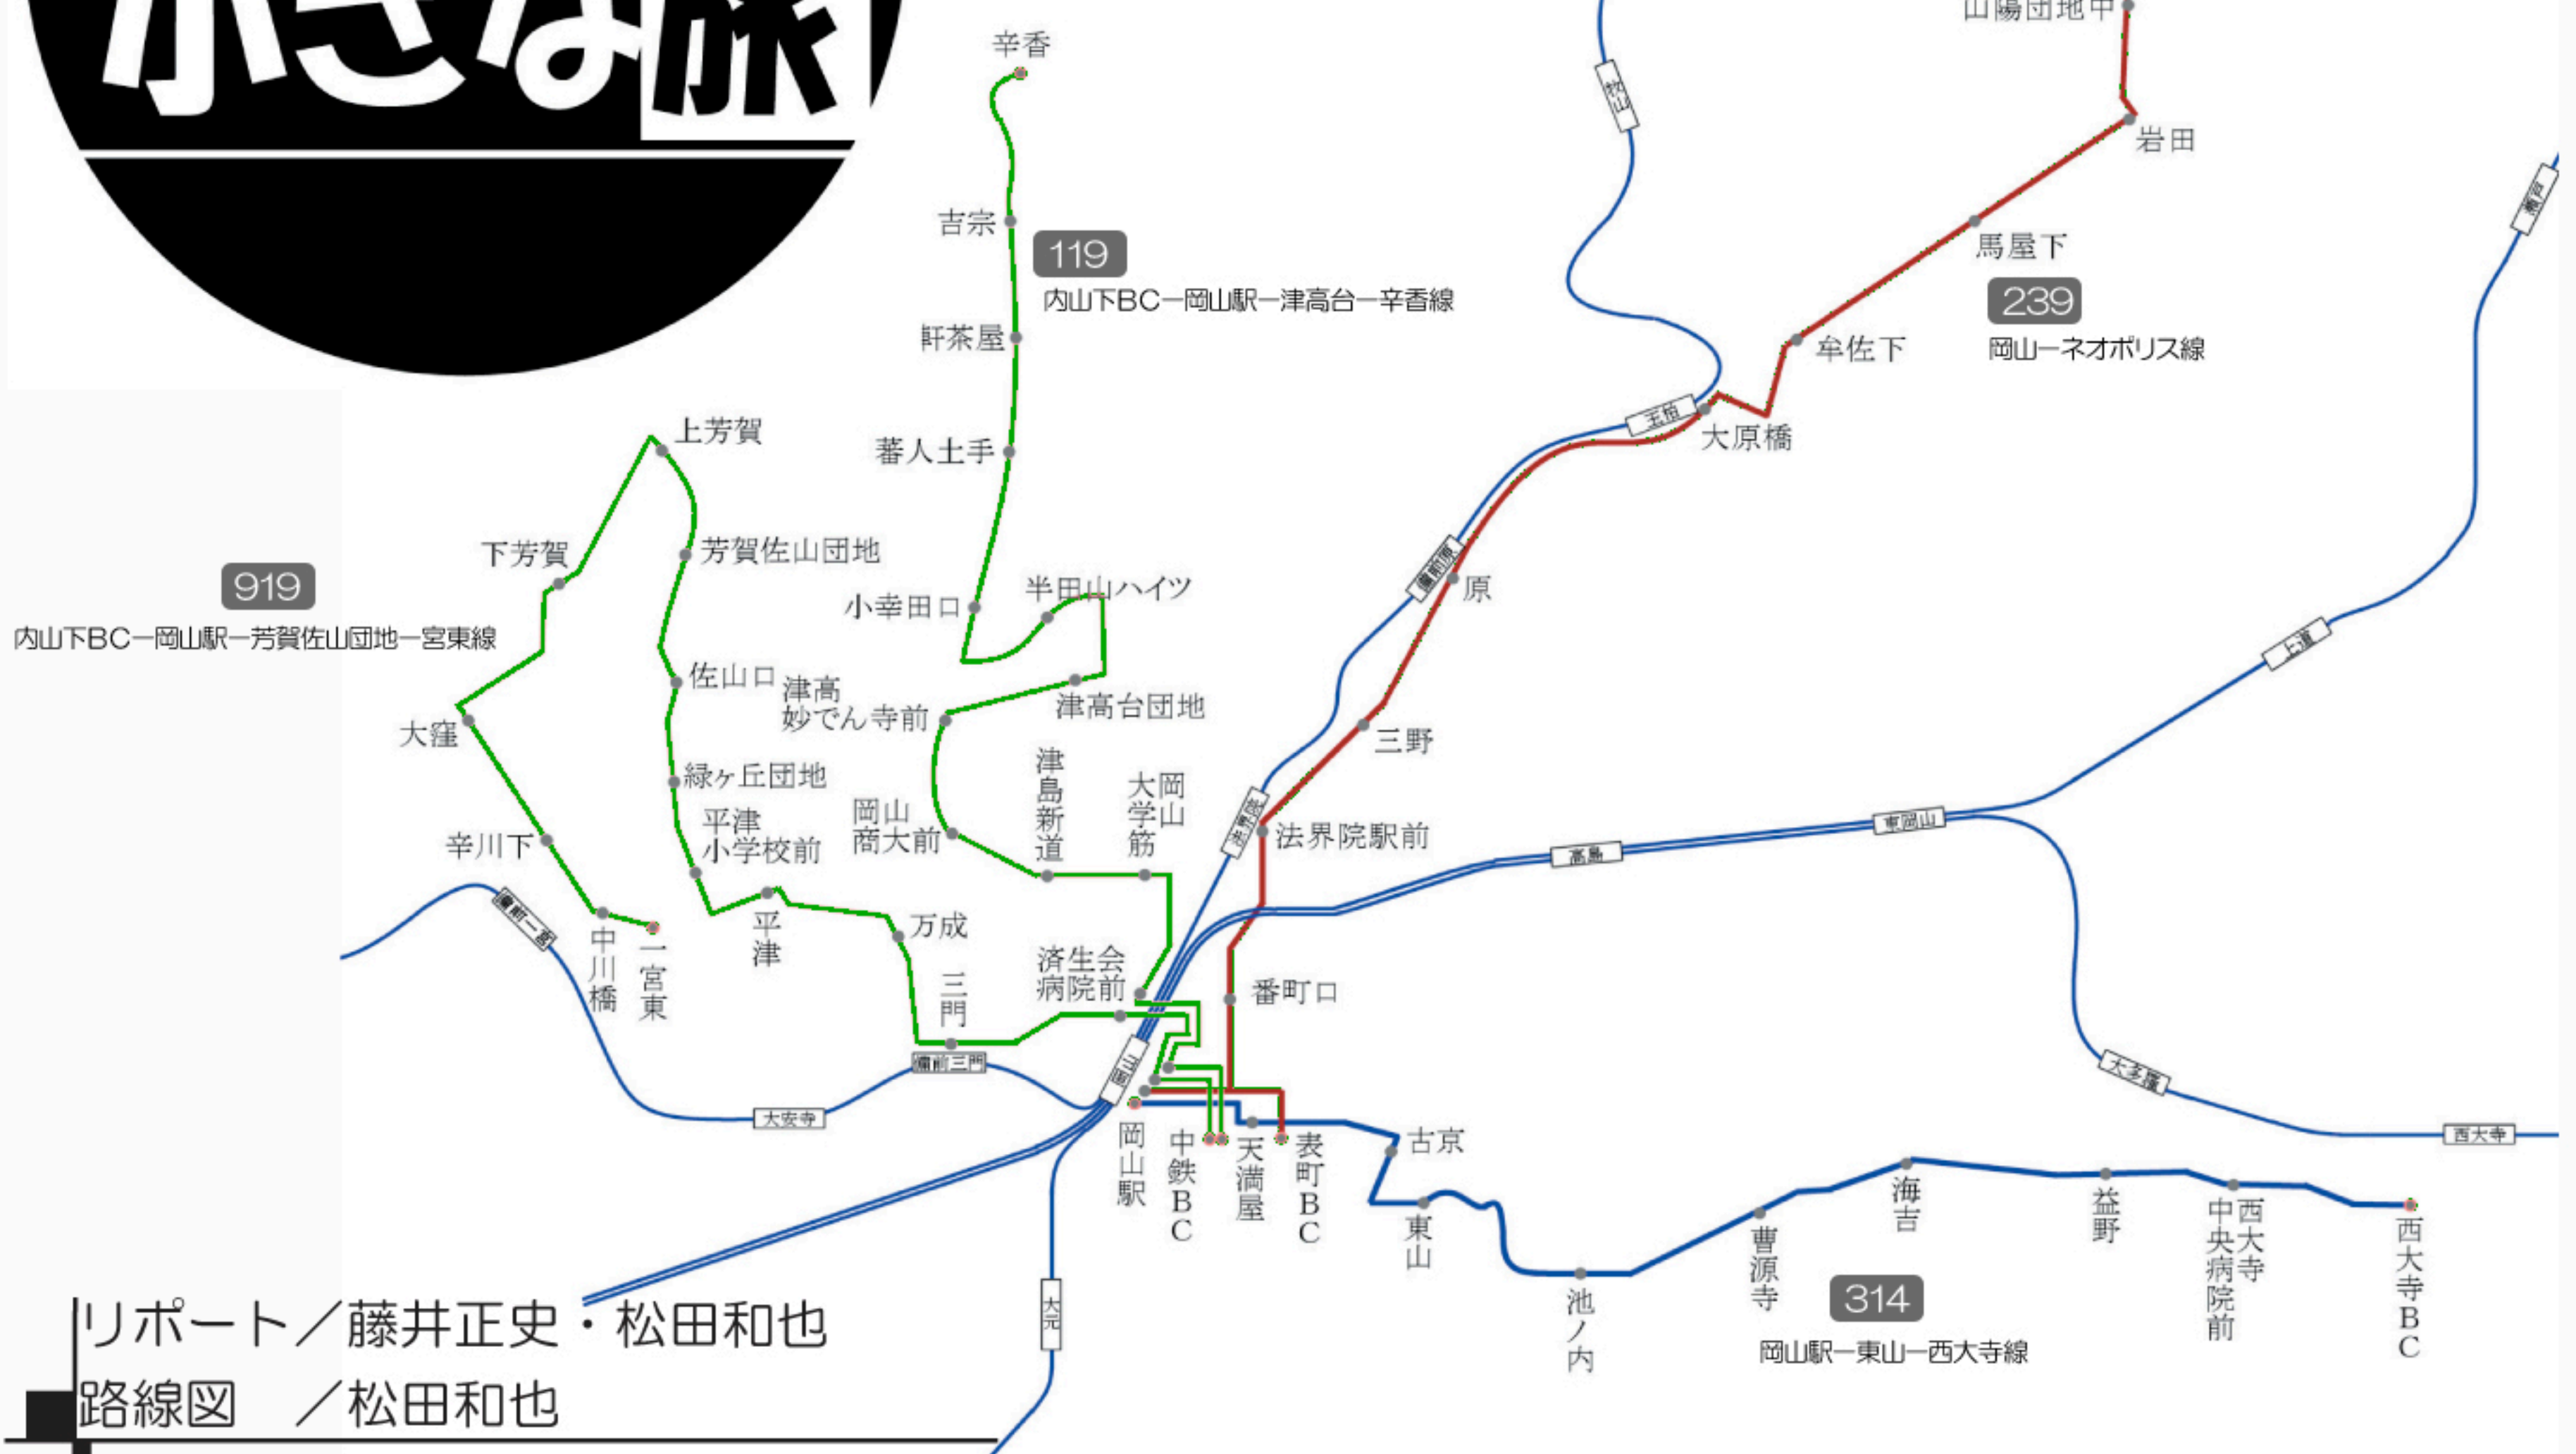 小さな旅
山陽団地中
辛香
牧山
岩田
瀬戸
吉宗
119
内山下BC－岡山駅－津高台－辛香線
馬屋下
239
岡山－ネオポリス線
軒茶屋
牟佐下
玉柏
大原橋
上芳賀
蕃人土手
下芳賀
芳賀佐山団地
919
内山下BC－岡山駅－芳賀佐山団地－一宮東線
小幸田口
半田山ハイツ
備前原
原
上道
佐山口
津高
妙でん寺前
津高台団地
大窪
三野
緑ヶ丘団地
津島新道
岡山
大学筋
平津
小学校前
岡山
商大前
法界院
法界院駅前
東岡山
高島
辛川下
備前一宮
平津
万成
中川橋
一宮東
三門
済生会
病院前
番町口
備前三門
岡山
大多羅
大安寺
西大寺
岡山駅
中鉄BC
天満屋
表町BC
古京
東山
池ノ内
曹源寺
海吉
益野
西大寺
中央病院前
西大寺BC
314
岡山駅－東山－西大寺線
大元
リポート／藤井正史・松田和也
路線図　／松田和也